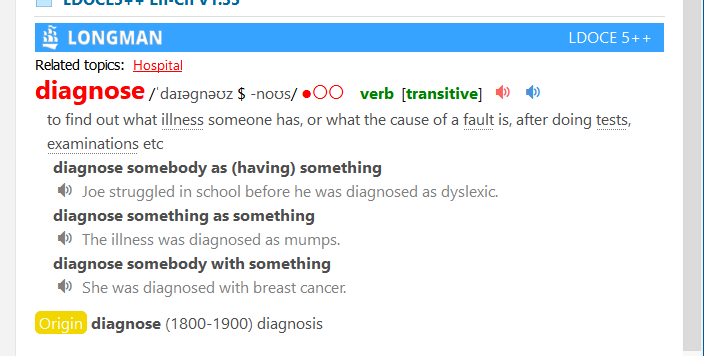 LDOCE5++ En-Cn V1.35
LONGMAN LDOCE 5++
Related topics: Hospital
diagnose /ˈdaɪəɡnəʊz $ -noʊs/ ●○○ verb [transitive]
to find out what illness someone has, or what the cause of a fault is, after doing tests,
examinations etc
diagnose somebody as (having) something
Joe struggled in school before he was diagnosed as dyslexic.
diagnose something as something
The illness was diagnosed as mumps.
diagnose somebody with something
She was diagnosed with breast cancer.
Origin diagnose (1800-1900) diagnosis